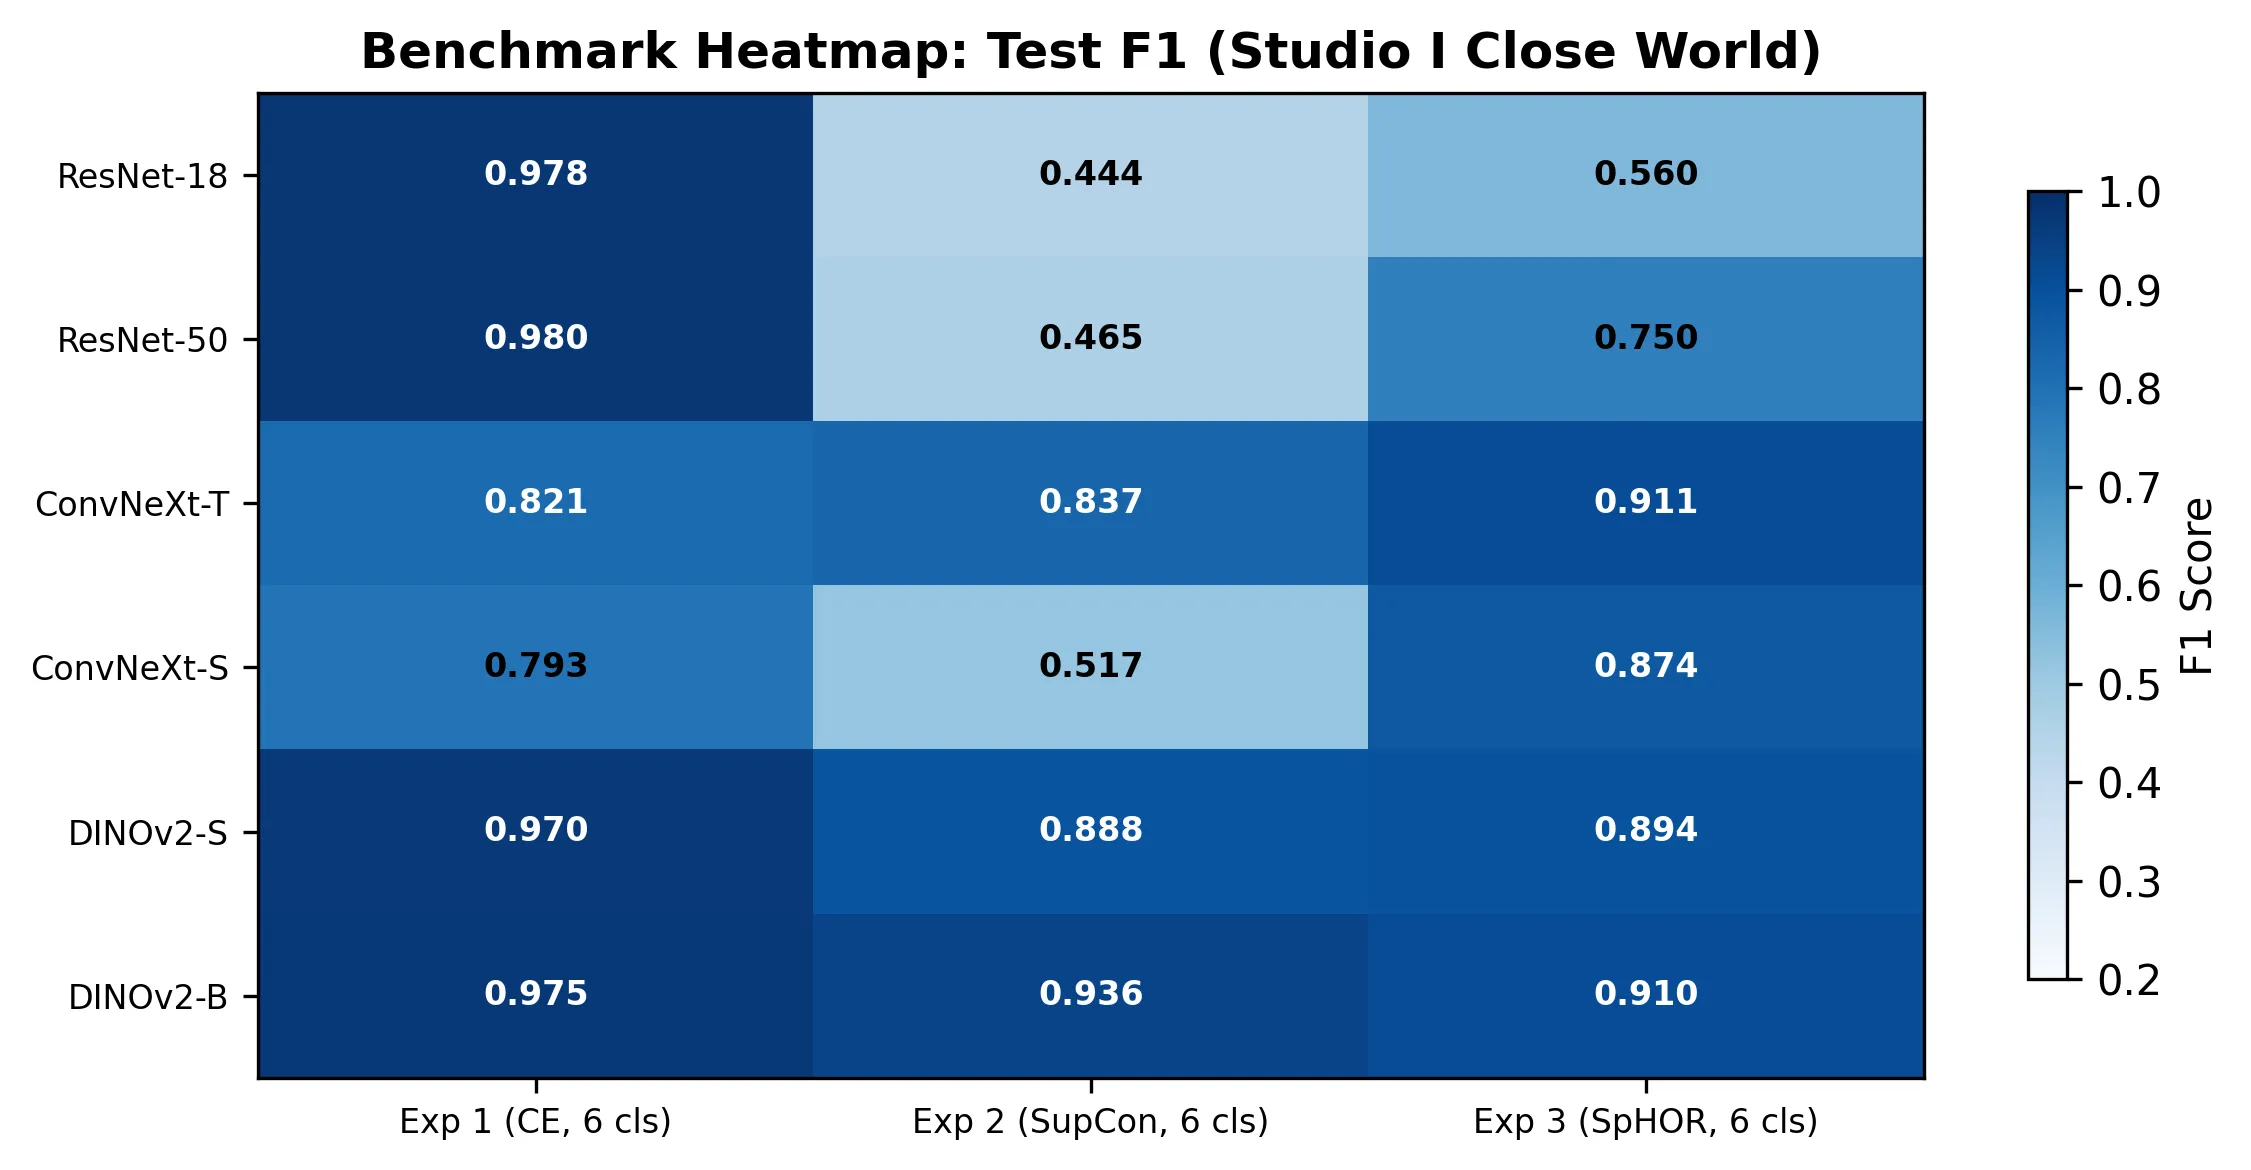 Benchmark Heatmap: Test F1 (Studio I Close World)
ResNet-18 0.978 0.444 0.560
ResNet-50 0.980 0.465 0.750
ConvNeXt-T 0.821 0.837 0.911
ConvNeXt-S 0.793 0.517 0.874
DINOv2-S 0.970 0.888 0.894
DINOv2-B 0.975 0.936 0.910
Exp 1 (CE, 6 cls) Exp 2 (SupCon, 6 cls) Exp 3 (SpHOR, 6 cls)
1.0
0.9
0.8
0.7
0.6
0.5
0.4
0.3
0.2
F1 Score